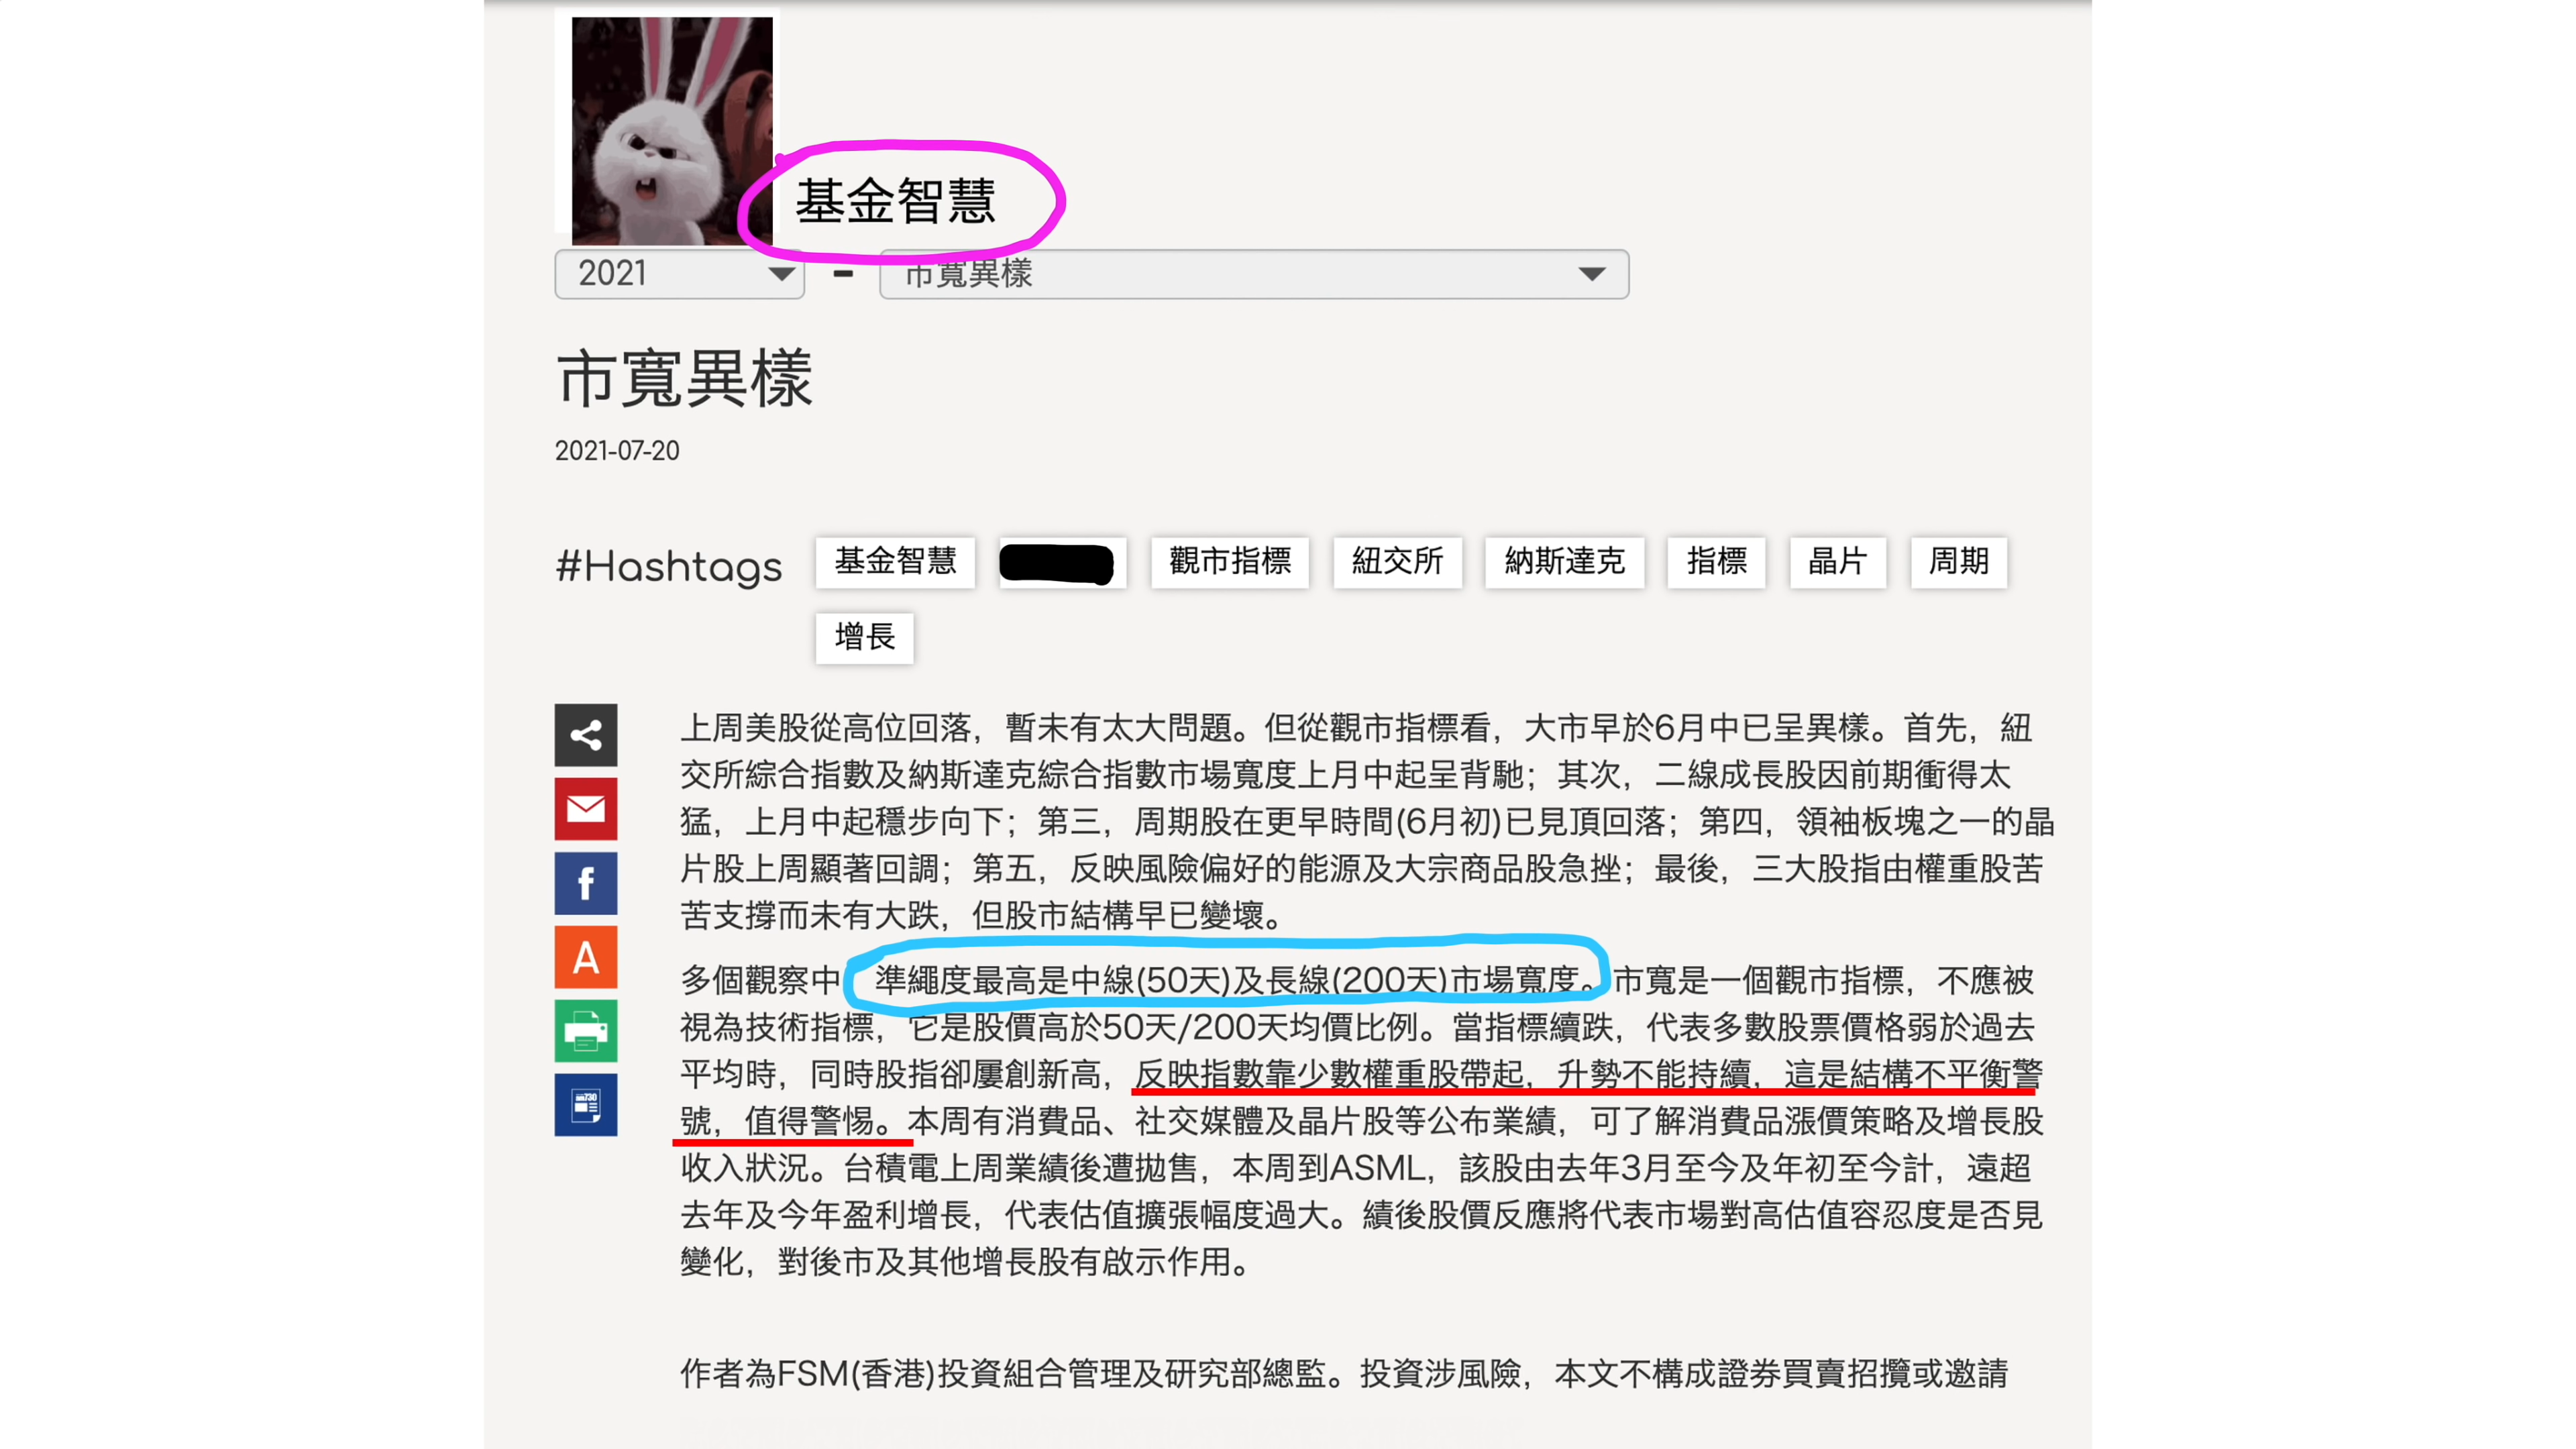 基金智慧
2021
-
市寬異樣
市寬異樣
2021-07-20
#Hashtags 基金智慧 觀市指標 紐交所 納斯達克 指標 晶片 周期
增長
上周美股從高位回落，暫未有太大問題。但從觀市指標看，大市早於6月中已呈異樣。首先，紐
交所綜合指數及納斯達克綜合指數市場寬度上月中起呈背馳；其次，二線成長股因前期衝得太
猛，上月中起穩步向下；第三，周期股在更早時間(6月初)已見頂回落；第四，領袖板塊之一的晶
片股上周顯著回調；第五，反映風險偏好的能源及大宗商品股急挫；最後，三大股指由權重股苦
苦支撐而未有大跌，但股市結構早已變壞。
多個觀察中 準繩度最高是中線(50天)及長線(200天)市場寬度。市寬是一個觀市指標，不應被
視為技術指標，它是股價高於50天/200天均價比例。當指標續跌，代表多數股票價格弱於過去
平均時，同時股指卻屢創新高，反映指數靠少數權重股帶起，升勢不能持續，這是結構不平衡警
號，值得警惕。本周有消費品、社交媒體及晶片股等公布業績，可了解消費品漲價策略及增長股
收入狀況。台積電上周業績後遭拋售，本周到ASML，該股由去年3月至今及年初至今計，遠超
去年及今年盈利增長，代表估值擴張幅度過大。績後股價反應將代表市場對高估值容忍度是否見
變化，對後市及其他增長股有啟示作用。
作者為FSM(香港)投資組合管理及研究部總監。投資涉風險，本文不構成證券買賣招攬或邀請
f
A
am730